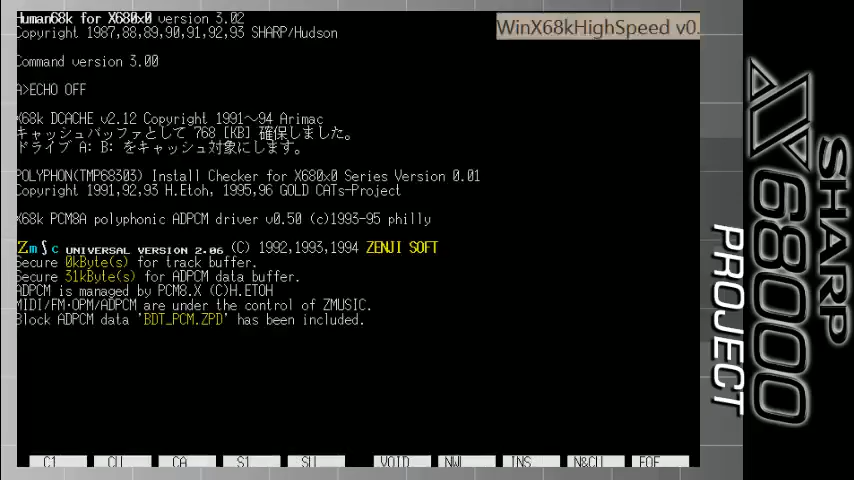 Human68k for X680x0 version 3.02
Copyright 1987,88,89,90,91,92,93 SHARP/Hudson
WinX68kHighSpeed v0.
Command version 3.00
A>ECHO OFF
X68k DCACHE v2.12 Copyright 1991～94 Arimac
キャッシュバッファとして 768 [KB] 確保しました。
ドライブ A: B: をキャッシュ対象にします。
POLYPHON(TMP68303) Install Checker for X680x0 Series Version 0.01
Copyright 1991,92,93 H.Etoh, 1995,96 GOLD CATs-Project
X68k PCM8A polyphonic ADPCM driver v0.50 (c)1993-95 philly
Zm∫c UNIVERSAL VERSION 2.06 (C) 1992,1993,1994 ZENJI SOFT
Secure 0kByte(s) for track buffer.
Secure 31kByte(s) for ADPCM data buffer.
ADPCM is managed by PCM8.X (C)H.ETOH
MIDI/FM·OPM/ADPCM are under the control of ZMUSIC.
Block ADPCM data 'BDT_PCM.ZPD' has been included.
C1 CU CA S1 SU VOID NWL INS N&CU EOF
SHARP
X68000
PROJECT